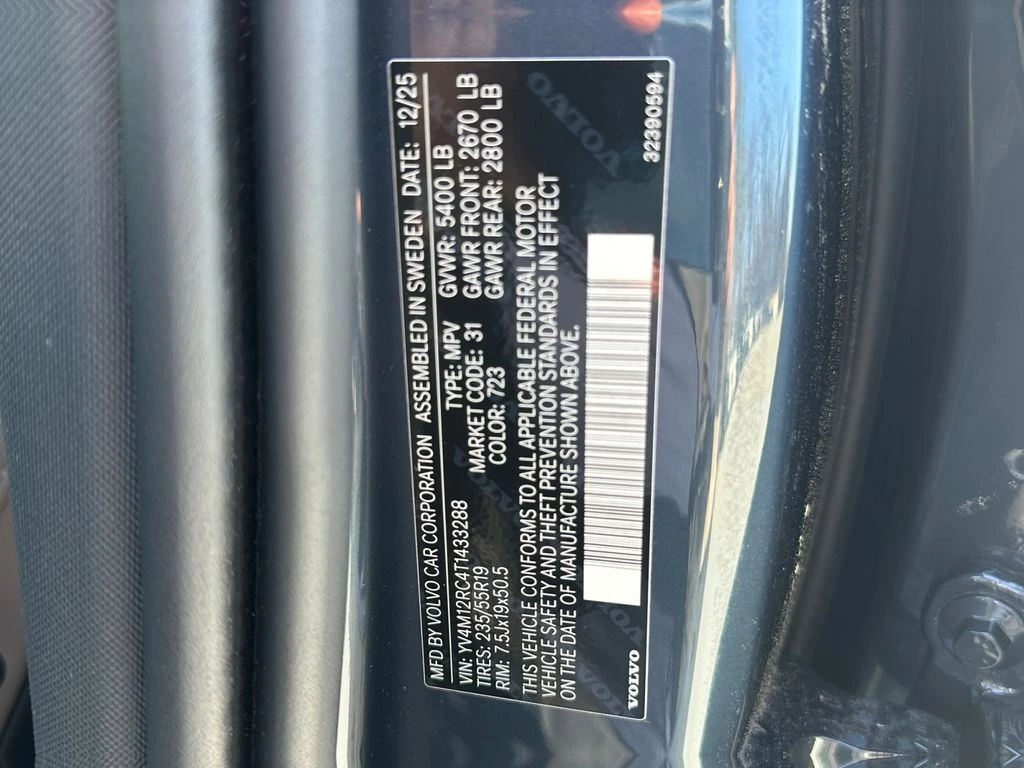 MFD BY VOLVO CAR CORPORATION ASSEMBLED IN SWEDEN DATE: 12/25
VIN: YV4M12RC4T1433288 TYPE: MPV GVWR: 5400 LB
TIRES: 235/55R19 MARKET CODE: 31 GAWR FRONT: 2670 LB
RIM: 7.5Jx19x50.5 COLOR: 723 GAWR REAR: 2800 LB
THIS VEHICLE CONFORMS TO ALL APPLICABLE FEDERAL MOTOR
VEHICLE SAFETY AND THEFT PREVENTION STANDARDS IN EFFECT
ON THE DATE OF MANUFACTURE SHOWN ABOVE.
VOLVO
32390594